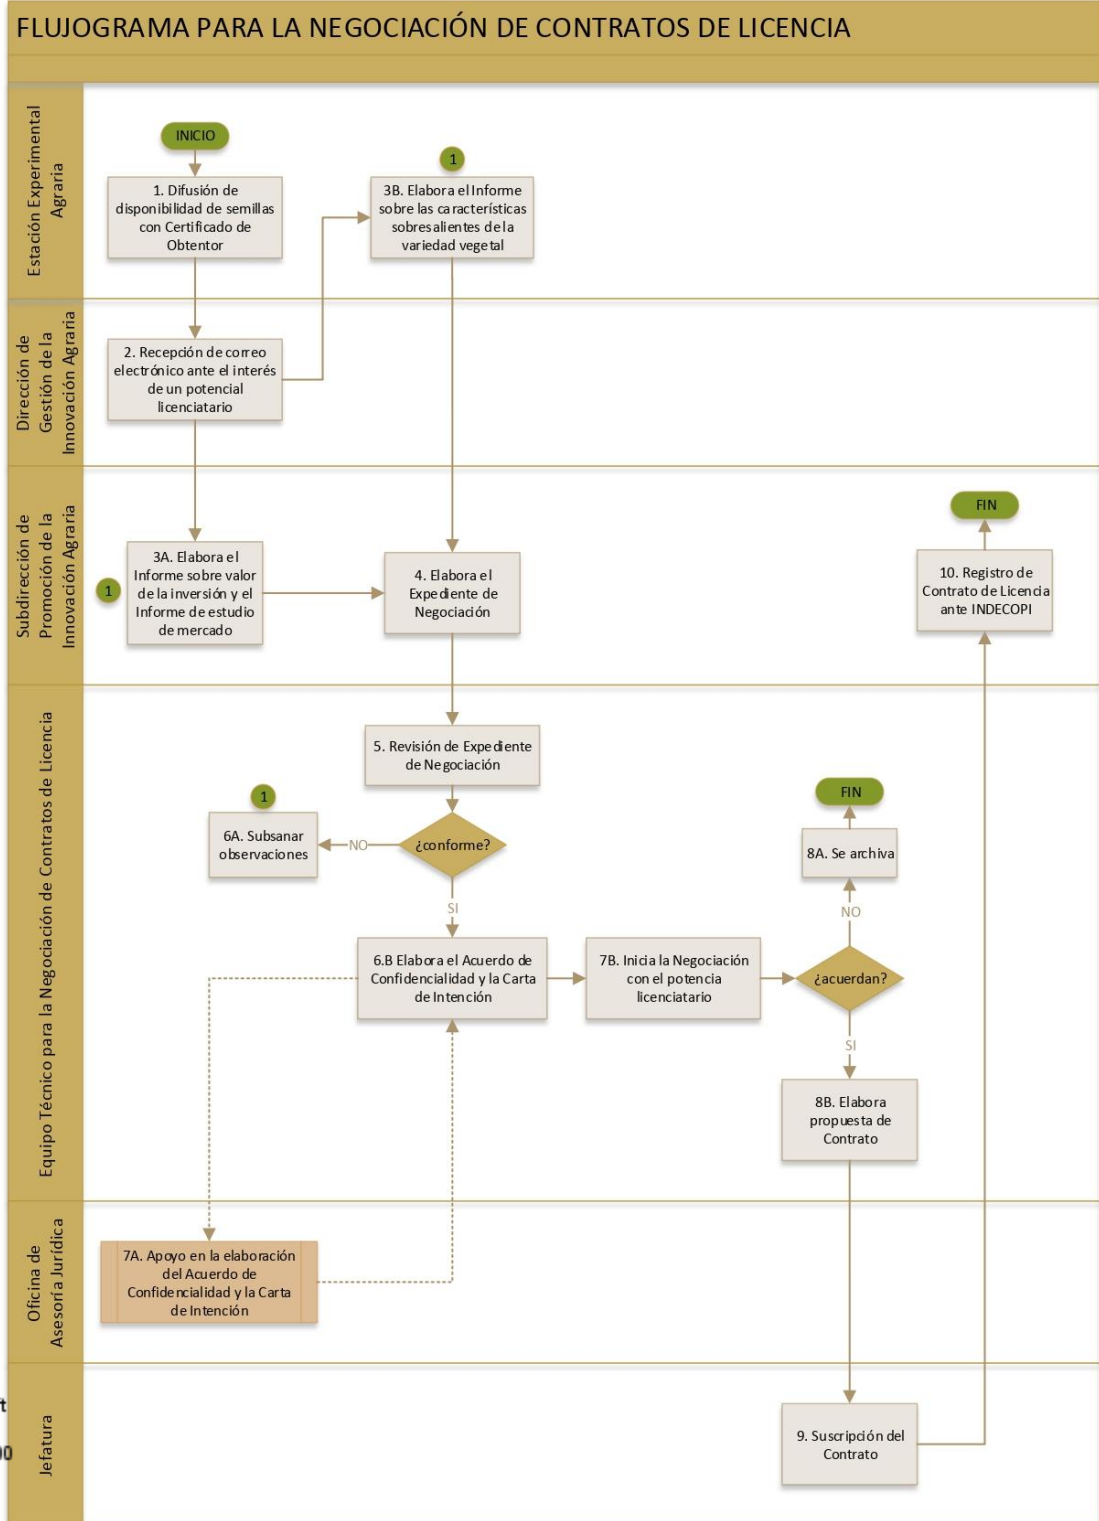 FLUJOGRAMA PARA LA NEGOCIACIÓN DE CONTRATOS DE LICENCIA
Estación Experimental
Agraria
INICIO
1. Difusión de
disponibilidad de semillas
con Certificado de
Obtentor
1
3B. Elabora el Informe
sobre las características
sobresalientes de la
variedad vegetal
Dirección de
Gestión de la
Innovación Agraria
2. Recepción de correo
electrónico ante el interés
de un potencial
licenciatario
Subdirección de
Promoción de la
Innovación Agraria
1
3A. Elabora el
Informe sobre valor
de la inversión y el
Informe de estudio
de mercado
4. Elabora el
Expediente de
Negociación
FIN
10. Registro de
Contrato de Licencia
ante INDECOPI
Equipo Técnico para la Negociación de Contratos de Licencia
5. Revisión de Expediente
de Negociación
1
6A. Subsanar
observaciones
NO
¿conforme?
SI
6.B Elabora el Acuerdo de
Confidencialidad y la Carta
de Intención
7B. Inicia la Negociación
con el potencia
licenciatario
FIN
8A. Se archiva
NO
¿acuerdan?
SI
8B. Elabora
propuesta de
Contrato
Oficina de
Asesoría Jurídica
7A. Apoyo en la elaboración
del Acuerdo de
Confidencialidad y la Carta
de Intención
Jefatura
9. Suscripción del
Contrato